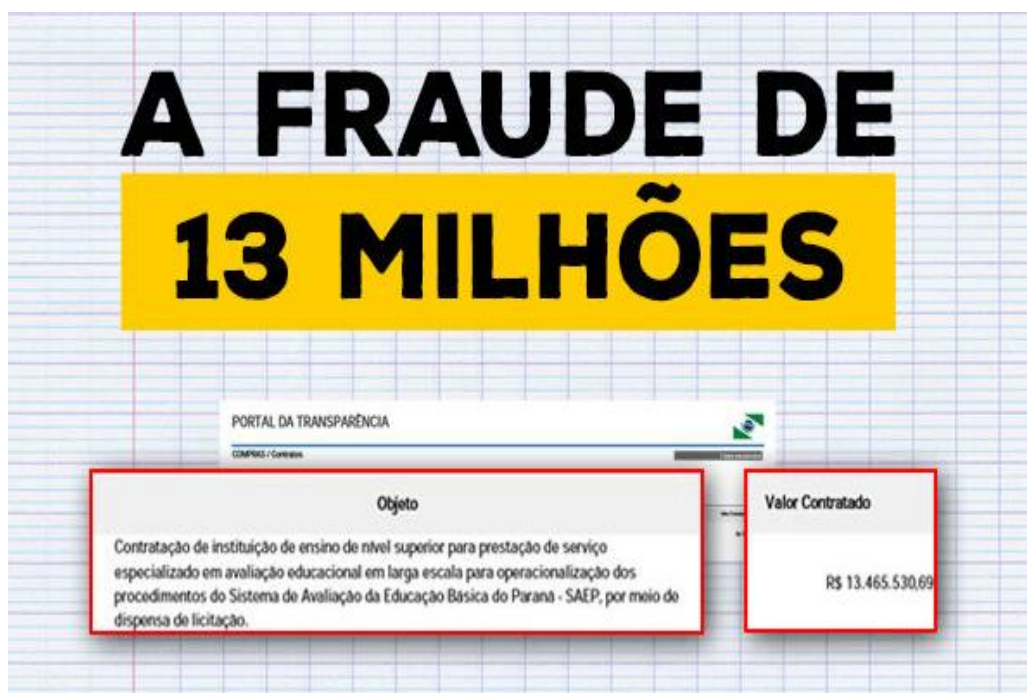 A FRAUDE DE
13 MILHÕES
PORTAL DA TRANSPARÊNCIA
COMPRAS / Contratos
Objeto
Contratação de instituição de ensino de nível superior para prestação de serviço
especializado em avaliação educacional em larga escala para operacionalização dos
procedimentos do Sistema de Avaliação da Educação Básica do Paraná - SAEP, por meio de
dispensa de licitação.
Valor Contratado
R$ 13.465.530,69